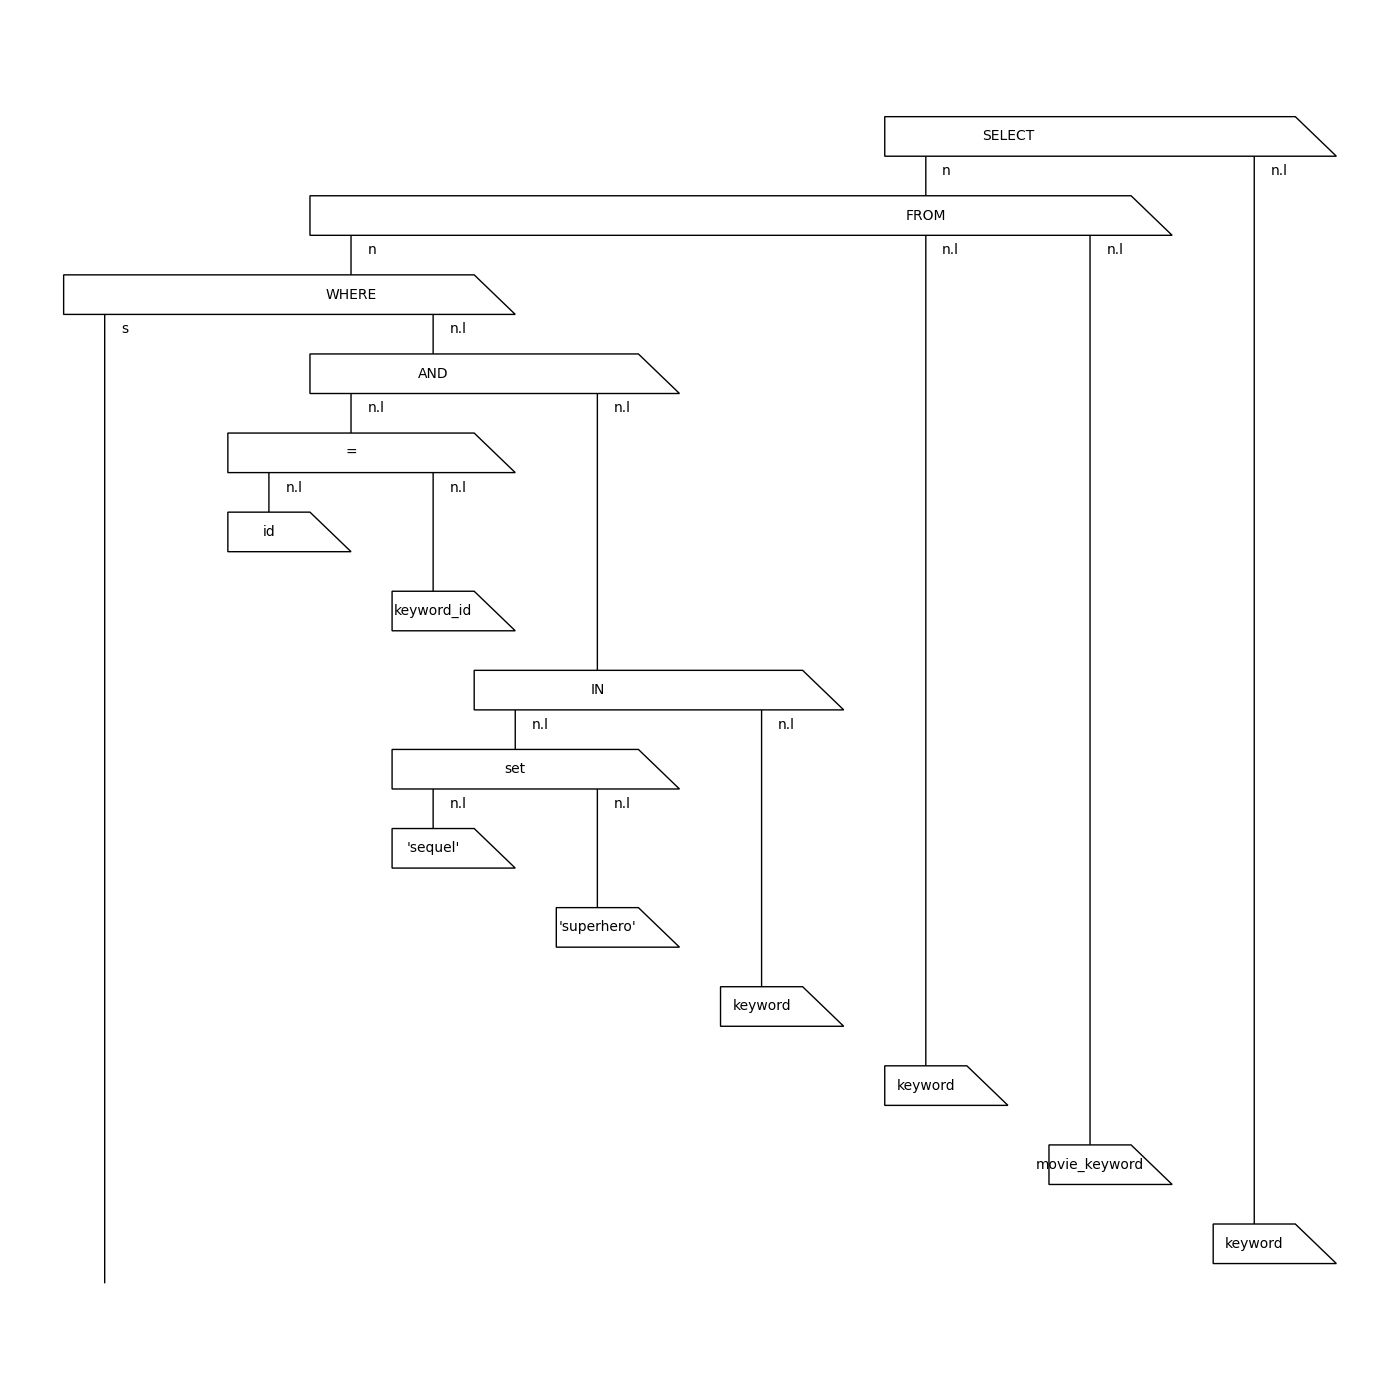 SELECT
n n.l
FROM
n n.l n.l
WHERE
s n.l
AND
n.l n.l
=
n.l n.l
id
keyword_id
IN
n.l n.l
set
n.l n.l
'sequel'
'superhero'
keyword
keyword
movie_keyword
keyword